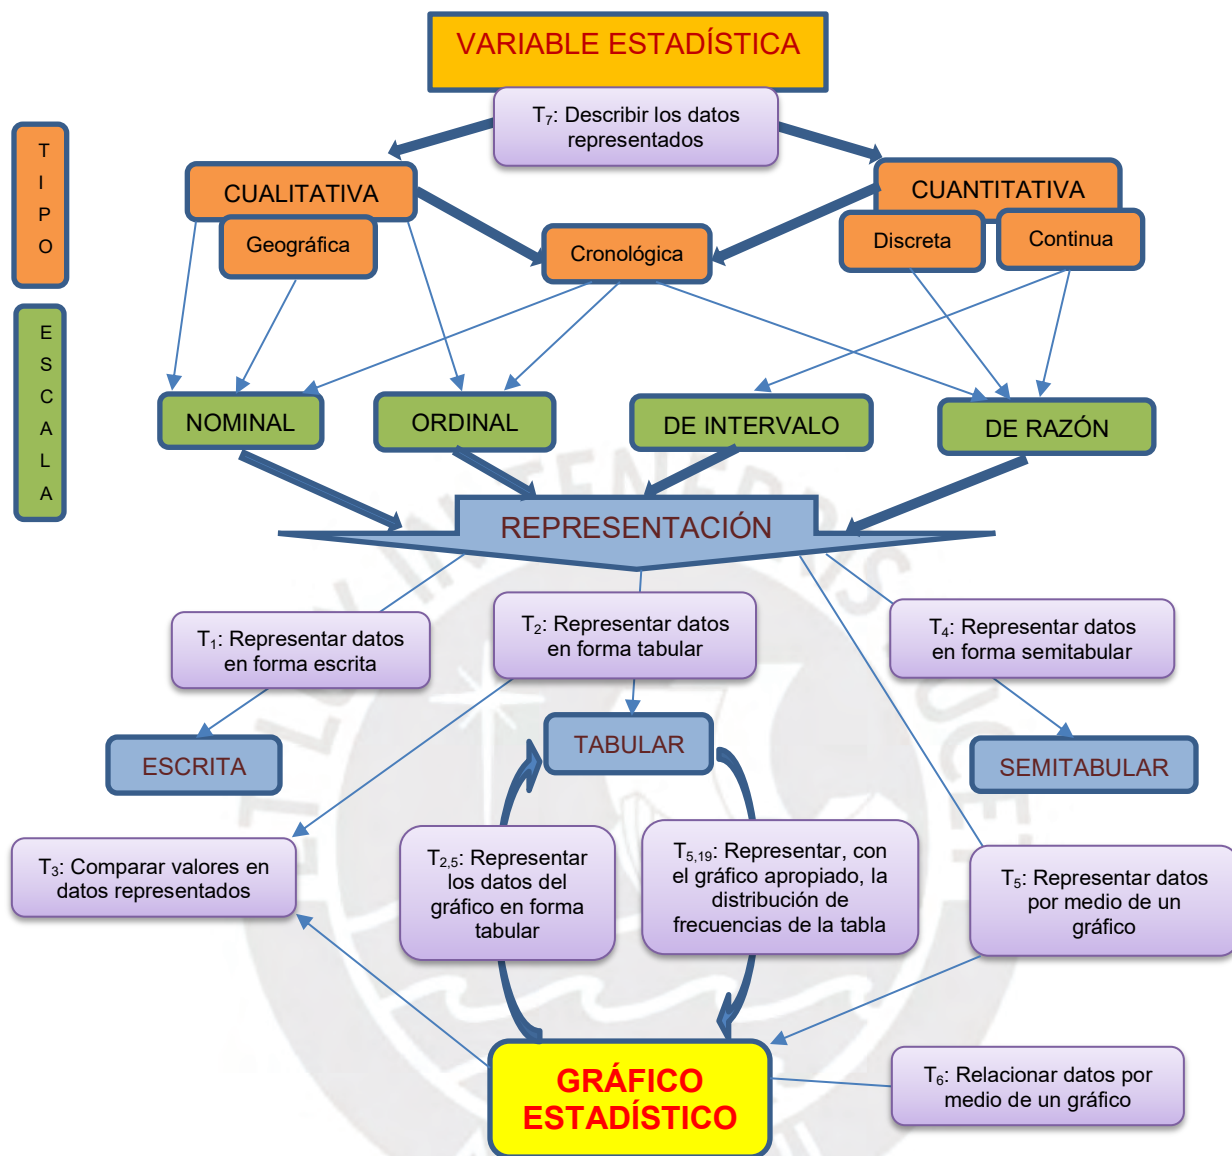 VARIABLE ESTADÍSTICA
T7: Describir los datos
representados
T
I
P
O
CUALITATIVA
Geográfica
Cronológica
CUANTITATIVA
Discreta
Continua
E
S
C
A
L
A
NOMINAL
ORDINAL
DE INTERVALO
DE RAZÓN
REPRESENTACIÓN
T1: Representar datos
en forma escrita
T2: Representar datos
en forma tabular
T4: Representar datos
en forma semitabular
ESCRITA
TABULAR
SEMITABULAR
T3: Comparar valores en
datos representados
T2,5: Representar
los datos del
gráfico en forma
tabular
T5,19: Representar, con
el gráfico apropiado, la
distribución de
frecuencias de la tabla
T5: Representar datos
por medio de un
gráfico
GRÁFICO
ESTADÍSTICO
T6: Relacionar datos por
medio de un gráfico